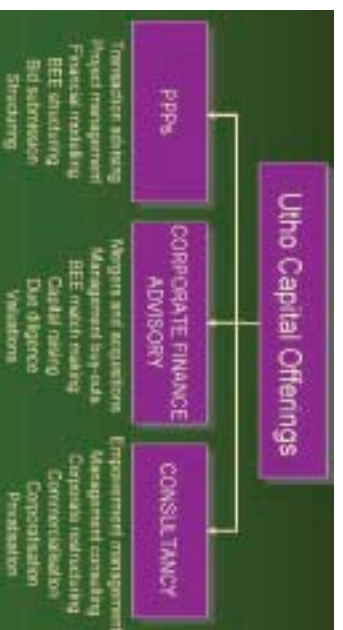 Utho Capital Offerings
PPPs
Transaction advising
Project management
Financial modelling
BEE structuring
Bid submission
Structuring
CORPORATE FINANCE
ADVISORY
Mergers and acquisitions
Management buy-outs
BEE match making
Capital raising
Due diligence
Valuations
CONSULTANCY
Empowerment management
Management consulting
Corporate restructuring
Commercialisation
Corporatisation
Privatisation